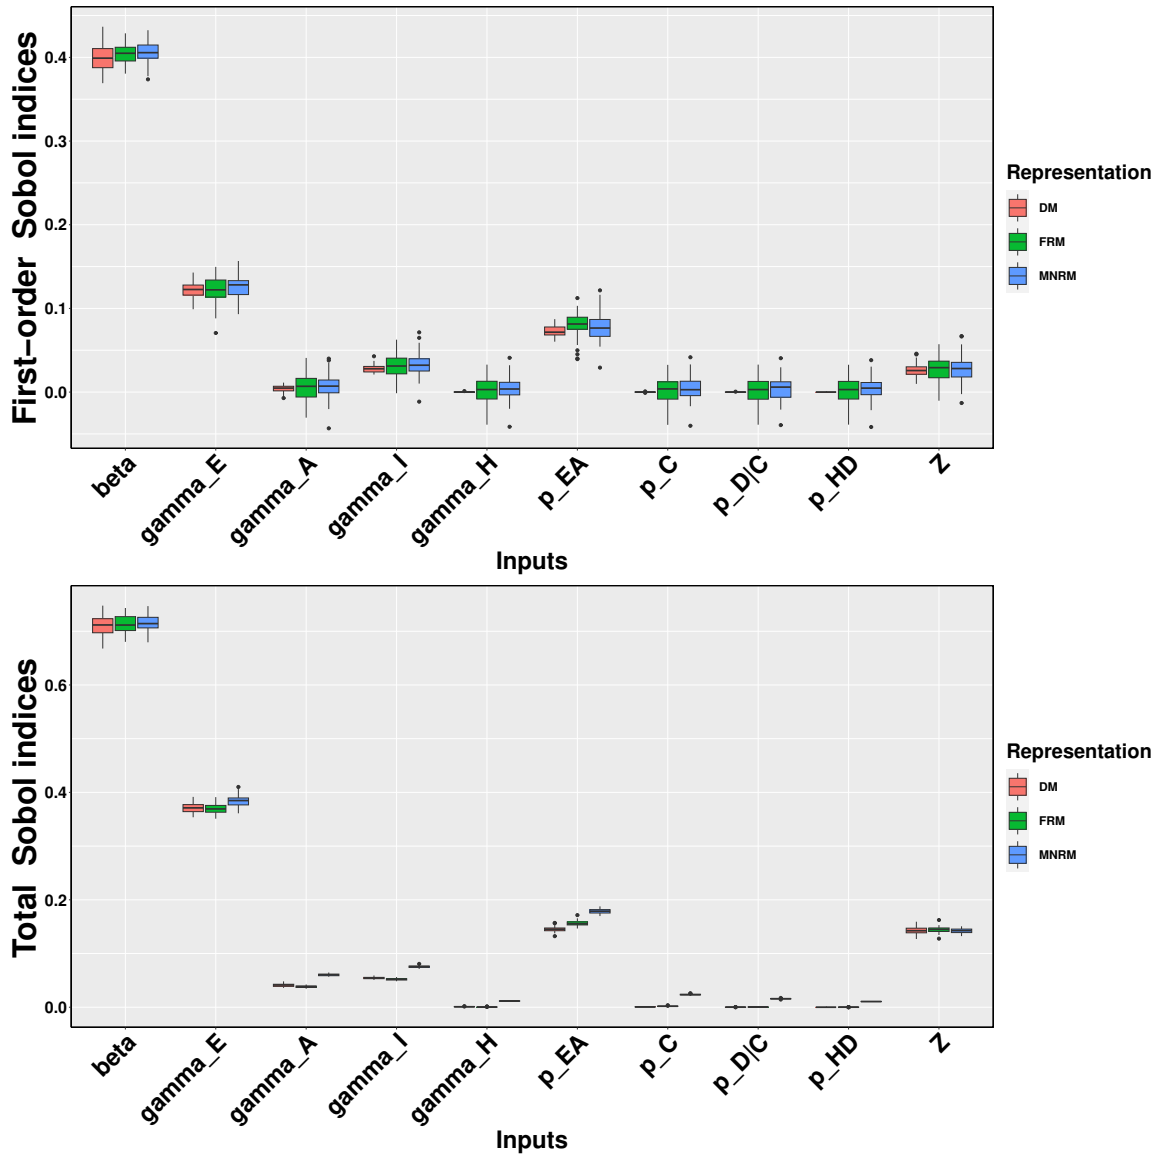 First−order Sobol indices
0.4
0.3
0.2
0.1
0.0
beta
gamma_E
gamma_A
gamma_I
gamma_H
p_EA
p_C
p_D|C
p_HD
Z
Inputs
Representation
DM
FRM
MNRM
Total Sobol indices
0.6
0.4
0.2
0.0
beta
gamma_E
gamma_A
gamma_I
gamma_H
p_EA
p_C
p_D|C
p_HD
Z
Inputs
Representation
DM
FRM
MNRM